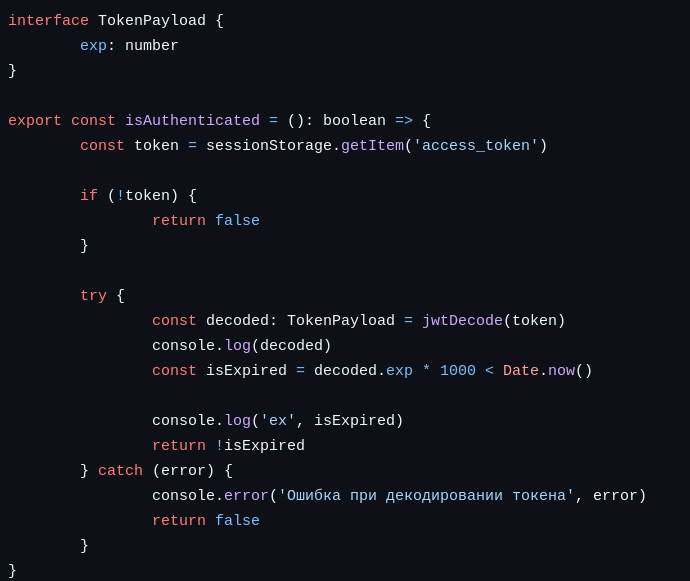 interface TokenPayload {
        exp: number
}

export const isAuthenticated = (): boolean => {
        const token = sessionStorage.getItem('access_token')

        if (!token) {
                return false
        }

        try {
                const decoded: TokenPayload = jwtDecode(token)
                console.log(decoded)
                const isExpired = decoded.exp * 1000 < Date.now()

                console.log('ex', isExpired)
                return !isExpired
        } catch (error) {
                console.error('Ошибка при декодировании токена', error)
                return false
        }
}